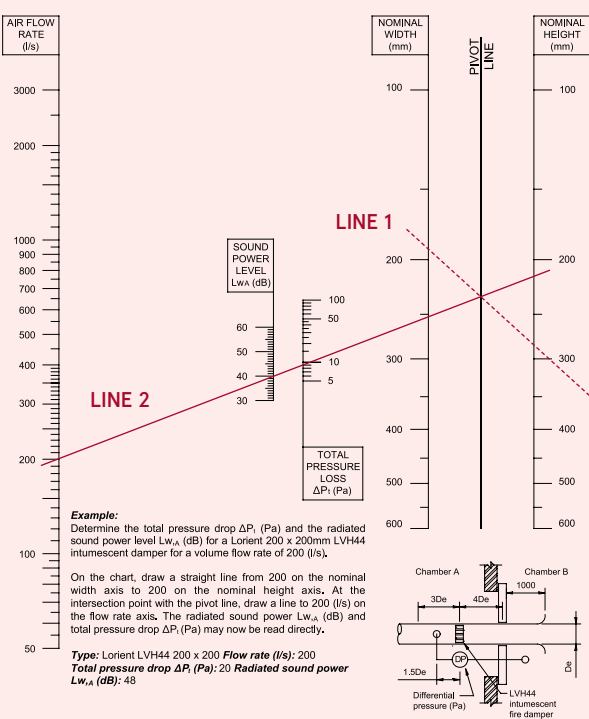 AIR FLOW
RATE
(l/s)
3000
2000
1000
900
800
700
600
500
400
300
200
100
50
SOUND
POWER
LEVEL
LWA (dB)
60
50
40
30
100
50
10
5
TOTAL
PRESSURE
LOSS
ΔPt (Pa)
LINE 1
LINE 2
NOMINAL
WIDTH
(mm)
100
200
300
400
500
600
PIVOT
LINE
NOMINAL
HEIGHT
(mm)
100
200
300
400
500
600
Example:
Determine the total pressure drop ΔPt (Pa) and the radiated
sound power level Lw,A (dB) for a Lorient 200 x 200mm LVH44
intumescent damper for a volume flow rate of 200 (l/s).
On the chart, draw a straight line from 200 on the nominal
width axis to 200 on the nominal height axis. At the
intersection point with the pivot line, draw a line to 200 (l/s) on
the flow rate axis. The radiated sound power Lw,A (dB) and
total pressure drop ΔPt (Pa) may now be read directly.
Type: Lorient LVH44 200 x 200 Flow rate (l/s): 200
Total pressure drop ΔPt (Pa): 20 Radiated sound power
Lw,A (dB): 48
Chamber A
Chamber B
1000
3De
4De
DP
De
1.5De
Differential
pressure (Pa)
LVH44
intumescent
fire damper